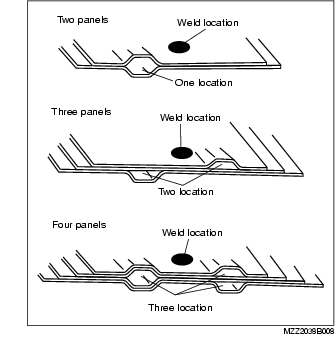 Two panels
Weld location
One location
Three panels
Weld location
Two location
Four panels
Weld location
Three location
MZZ2039B008